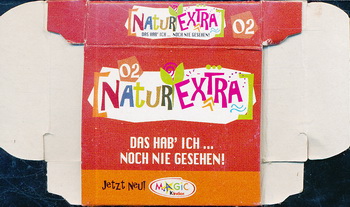 NATUR EXTRA 02
DAS HAB' ICH ... NOCH NIE GESEHEN!
02
NATUR EXTRA
DAS HAB' ICH ...
NOCH NIE GESEHEN!
Jetzt Neu! MAGIC
Kinder